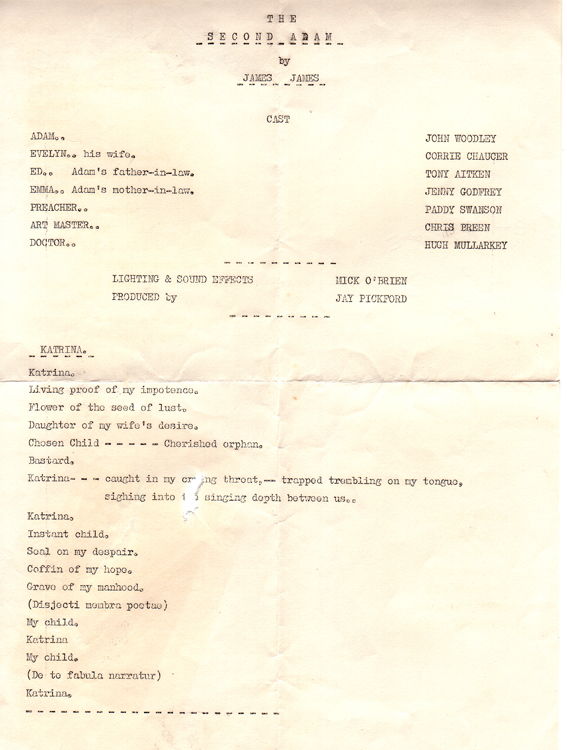 THE
SECOND ADAM
by
JAMES JAMES
CAST
ADAM.. JOHN WOODLEY
EVELYN.. his wife. CORRIE CHAUCER
ED.. Adam's father-in-law. TONY AITKEN
EMMA.. Adam's mother-in-law. JENNY GODFREY
PREACHER.. PADDY SWANSON
ART MASTER.. CHRIS BREEN
DOCTOR.. HUGH MULLARKEY
LIGHTING & SOUND EFFECTS MICK O'BRIEN
PRODUCED by JAY PICKFORD
KATRINA.
Katrina.
Living proof of my impotence.
Flower of the seed of lust.
Daughter of my wife's desire.
Chosen Child - - - - - Cherished orphan.
Bastard.
Katrina- - - caught in my throat,-- trapped trembling on my tongue,
sighing into singing depth between us..
Katrina.
Instant child.
Seal on my despair.
Coffin of my hope.
Grave of my manhood.
(Disjecti membra poetae)
My child.
Katrina
My child.
(De te fabula narratur)
Katrina.